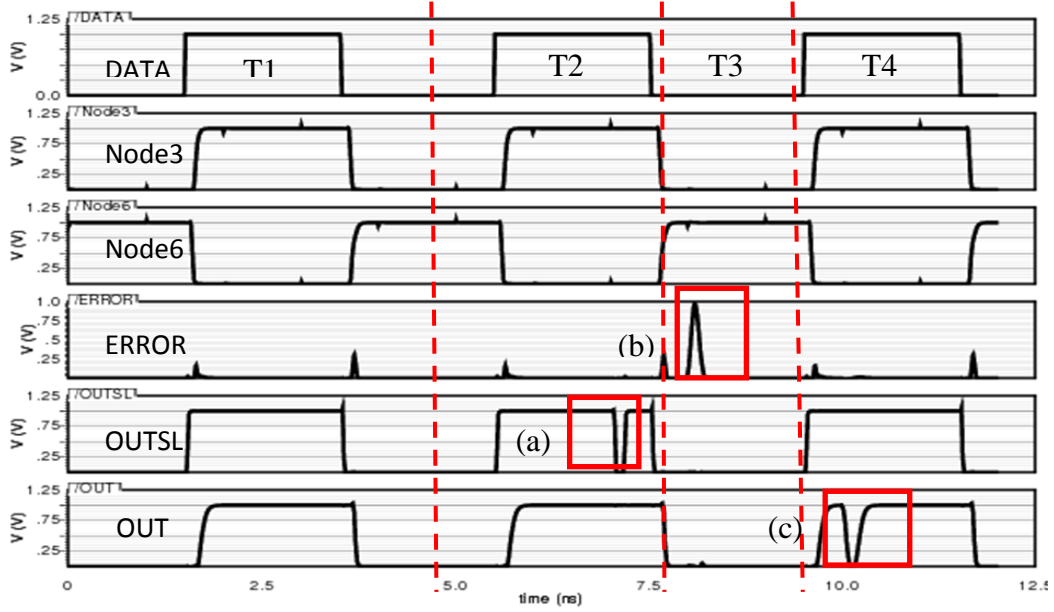 /DATA
1.25
V (V)
0.0
DATA
T1
T2
T3
T4
/Node3
1.25
.75
.25
V (V)
Node3
/Node6
1.25
.75
.25
V (V)
Node6
/ERROR
1.0
.75
.5
.25
V (V)
ERROR
(b)
/OUTSL
1.25
.75
.25
V (V)
OUTSL
(a)
/OUT
1.25
.75
.25
V (V)
OUT
(c)
0 2.5 5.0 7.5 10.0 12.5
time (ns)